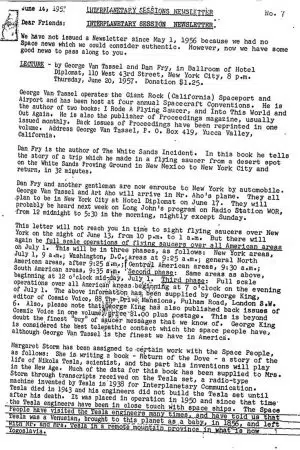 June 14, 1957 INTERPLANETARY SESSIONS NEWSLETTER No. 7
Dear Friends: INTERPLANETARY SESSION NEWSLETTER
We have not issued a Newsletter since May 1, 1956 because we had no
Space news which we could consider authentic. However, now we have some
good news to pass along to you.
LECTURE - by George Van Tassel and Dan Fry, in Ballroom of Hotel
Diplomat, 110 West 43rd Street, New York City, 8 p.m.
Thursday, June 20, 1957. Donation $1.25.
George Van Tassel operates the Giant Rock (California) Spaceport and
Airport and has been host at four annual Spacecraft Conventions. He is
the author of two books: I Rode A Flying Saucer, and Into This World and
Out Again. He is also the publisher of Proceedings magazine, usually
issued monthly. Back issues of Proceedings have been reprinted in one
volume. Address George Van Tassel, P. O. Box 419, Yucca Valley,
California.
Dan Fry is the author of The White Sands Incident. In this book he tells
the story of a trip which he made in a flying saucer from a desert spot
on the White Sands Proving Ground in New Mexico to New York City and
return, in 32 minutes.
Dan Fry and another gentleman are now enroute to New York by automobile.
George Van Tassel and Art Aho will arrive in Mr. Aho's plane. They all
plan to be in New York City at Hotel Diplomat on June 17. They will
probably be heard next week on Long John's program on Radio Station WOR,
from 12 midnight to 5:30 in the morning, nightly except Sunday.
This letter will not reach you in time to sight flying saucers over New
York on the night of June 13, from 10 p.m. to 1 a.m. But there will
again be full scale operations of flying saucers over all American areas
on July 1. This will be in three phases, as follows: New York areas,
July 1, 9 a.m.; Washington, D.C. areas at 9:25 a.m.; general North
American areas, after 9:25 a.m.; Central American areas, 9:30 a.m.;
South American areas, 9:35 a.m. Second phase: Same areas as above,
beginning at 12 o'clock mid-day, July 1. Third phase: Full scale
operations over all American areas beginning at 7 o'clock on the evening
of July 1. The above information has been supplied by George King,
editor of Cosmic Voice, 88 The Drive Mansions, Fulham Road, London S.W.
6. Also, please note that George King has also published back issues of
Cosmic Voice in one volume, price $1.00 plus postage. This is beyond
doubt the finest "buy" of saucer messages that we know of. George King
is considered the best telepathic contact which the space people have,
although George Van Tassel is the finest we have in America.
Margaret Storm has been assigned to certain work with the Space People,
as follows: She is writing a book - Return of the Dove - a story of the
life of Nikola Tesla, scientist, and the part his inventions will play
in the New Age. Much of the data for this book has been supplied to Mrs.
Storm through transcripts received on the Tesla set, a radio-type
machine invented by Tesla in 1938 for Interplanetary Communication.
Tesla died in 1943 and his engineers did not build the Tesla set until
after his death. It was placed in operation in 1950 and since that time
the Tesla engineers have been in close touch with space ships. The Space
People have visited the Tesla engineers many times, and have told us that
Tesla was a Venusian, brought to this planet as a baby, in 1856, and left
with Mr. and Mrs. Tesla in a remote mountain province in what is now
Yugoslavia.